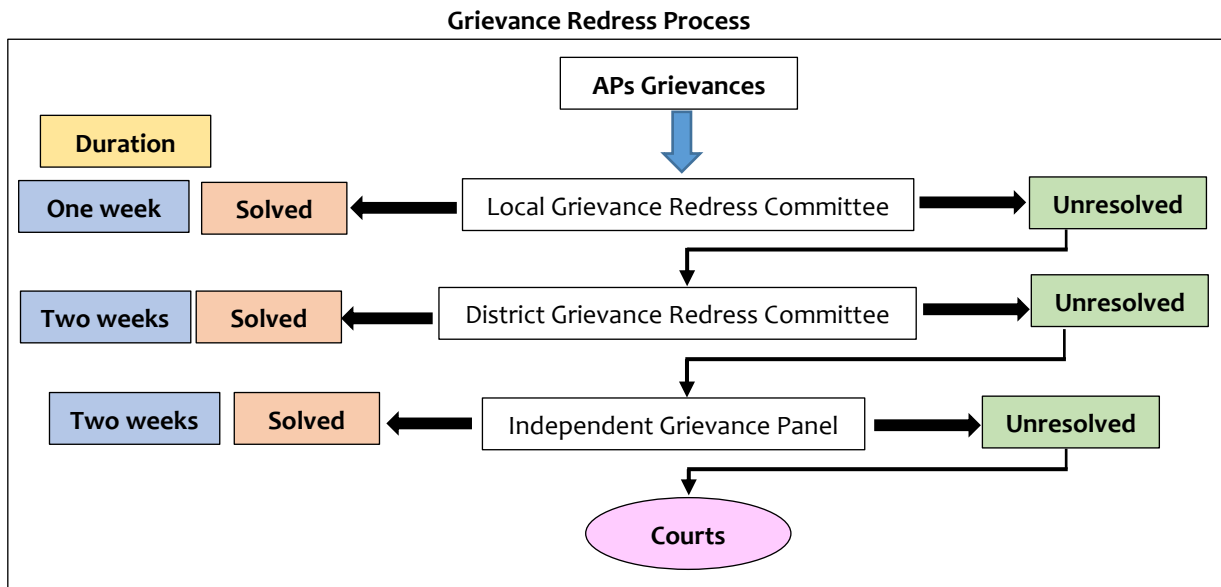 Grievance Redress Process
APs Grievances
Duration
One week
Solved
Local Grievance Redress Committee
Unresolved
Two weeks
Solved
District Grievance Redress Committee
Unresolved
Two weeks
Solved
Independent Grievance Panel
Unresolved
Courts